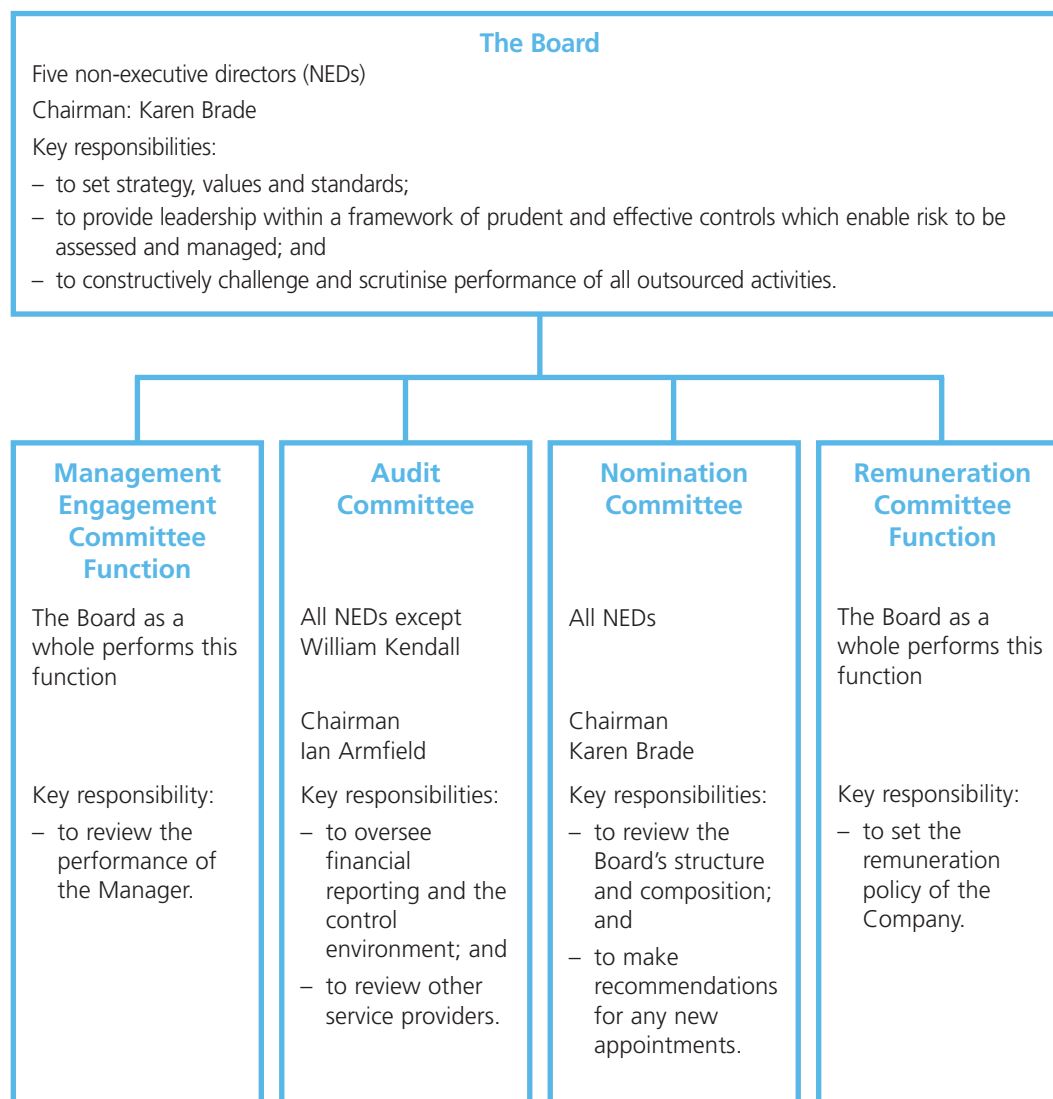 The Board
Five non-executive directors (NEDs)
Chairman: Karen Brade
Key responsibilities:
– to set strategy, values and standards;
– to provide leadership within a framework of prudent and effective controls which enable risk to be
assessed and managed; and
– to constructively challenge and scrutinise performance of all outsourced activities.
Management
Engagement
Committee
Function
The Board as a
whole performs this
function
Key responsibility:
– to review the
performance of
the Manager.
Audit
Committee
All NEDs except
William Kendall
Chairman
Ian Armfield
Key responsibilities:
– to oversee
financial
reporting and the
control
environment; and
– to review other
service providers.
Nomination
Committee
All NEDs
Chairman
Karen Brade
Key responsibilities:
– to review the
Board’s structure
and composition;
and
– to make
recommendations
for any new
appointments.
Remuneration
Committee
Function
The Board as a
whole performs this
function
Key responsibility:
– to set the
remuneration
policy of the
Company.